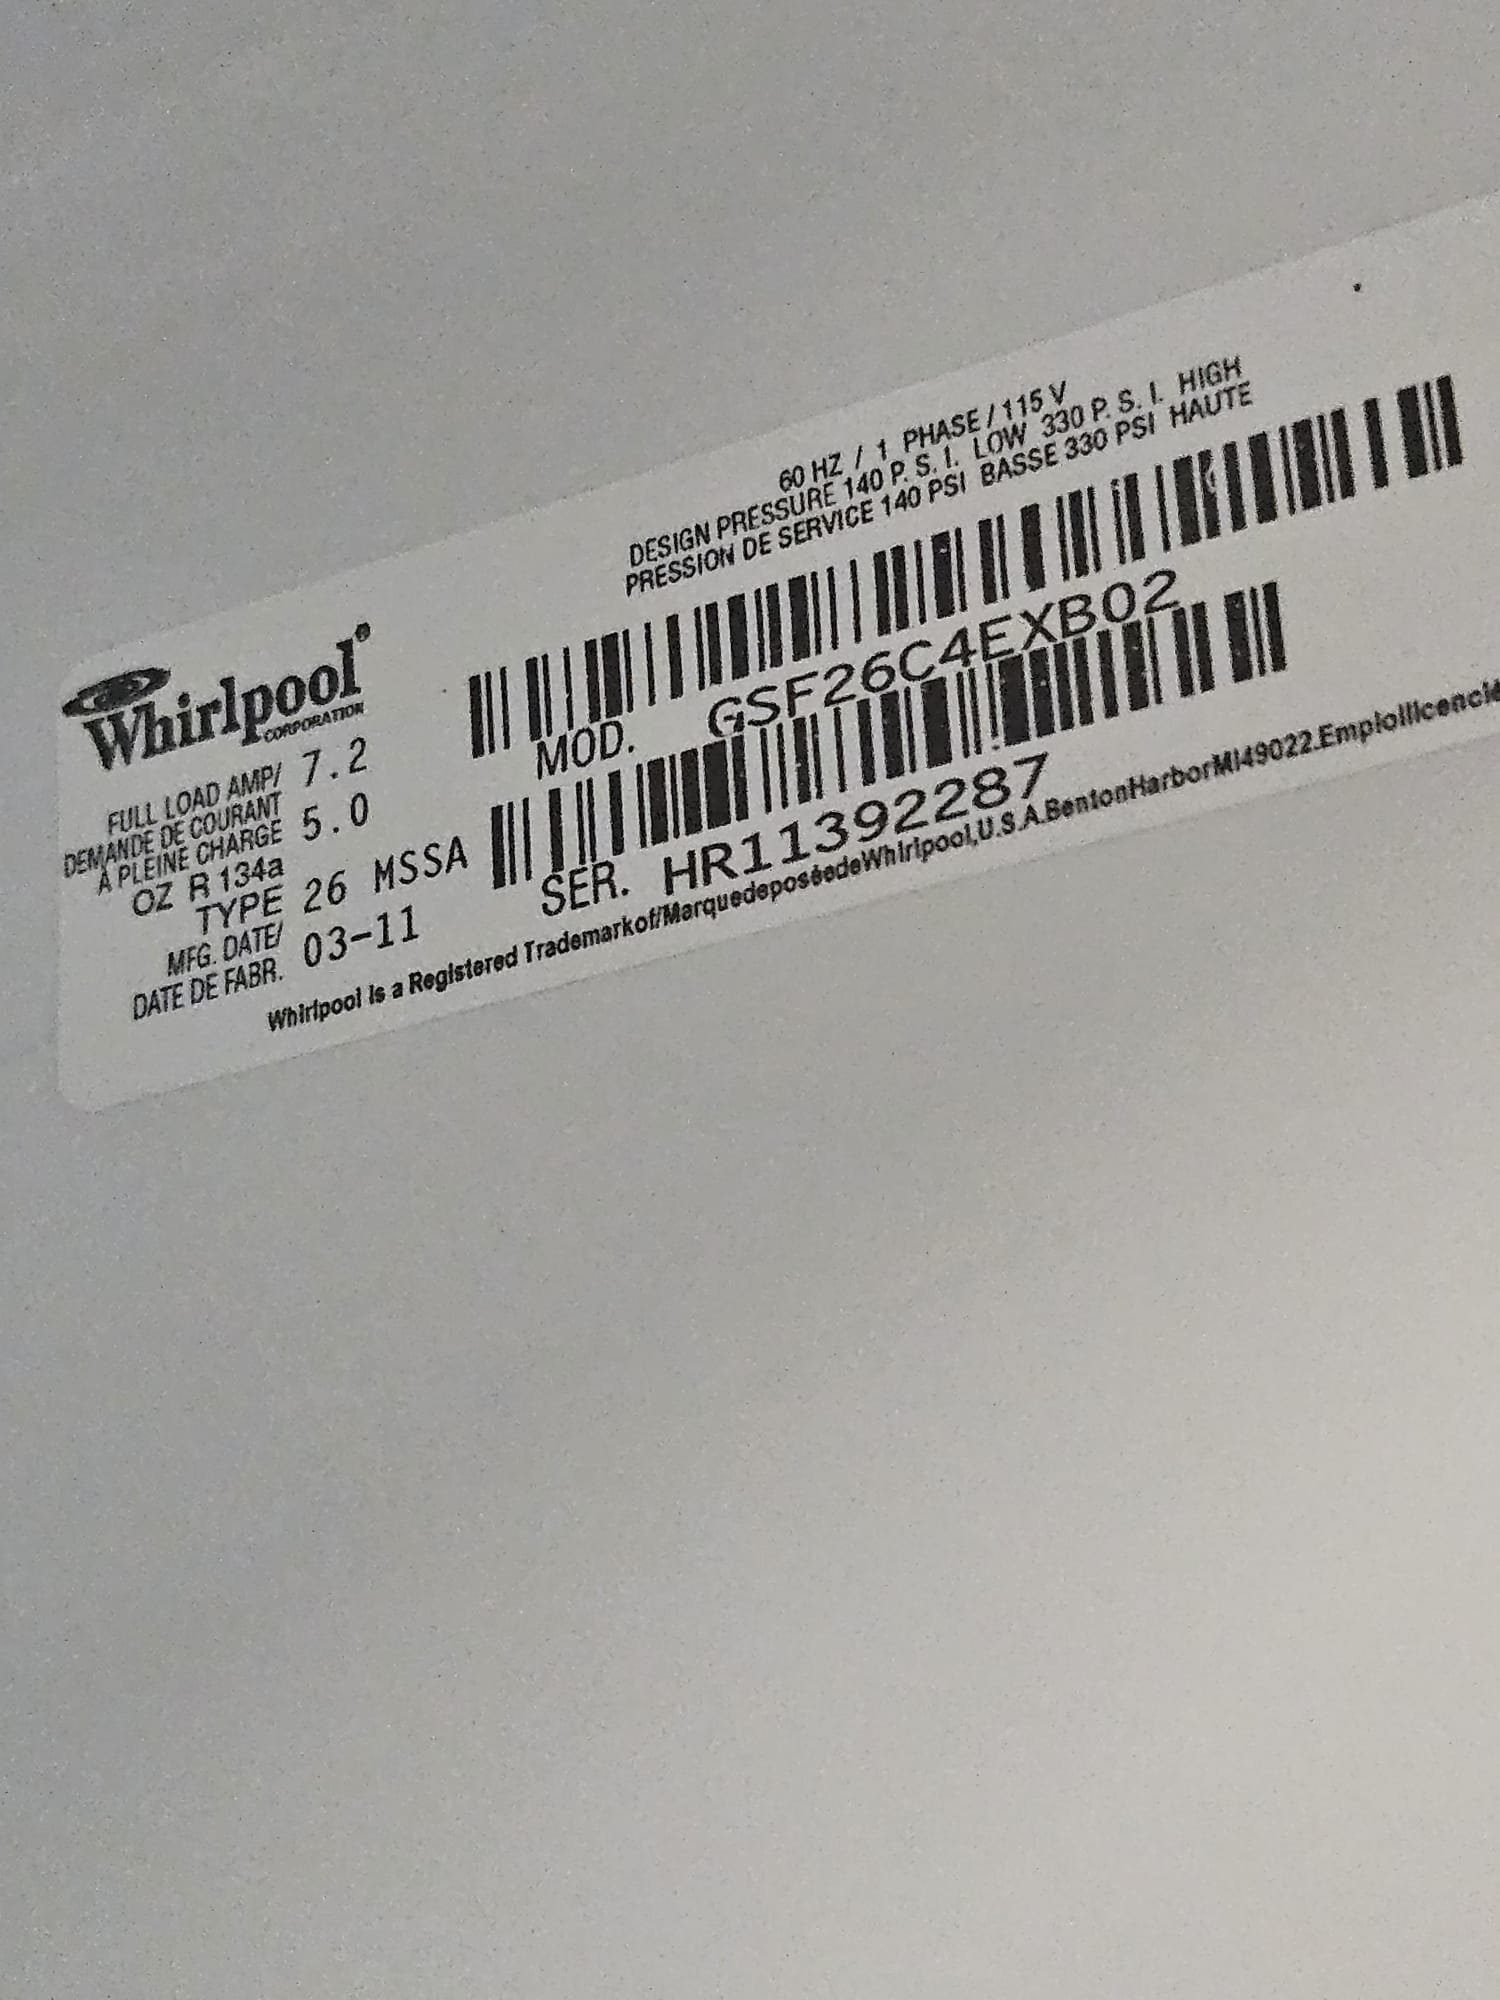 60 HZ / 1 PHASE / 115 V
DESIGN PRESSURE 140 P. S. I. LOW 330 P. S. I. HIGH
PRESSION DE SERVICE 140 PSI BASSE 330 PSI HAUTE
Whirlpool®
CORPORATION
MOD. GSF26C4EXB02
FULL LOAD AMP/ 7.2
DEMANDE DE COURANT
A PLEINE CHARGE 5.0
OZ R 134a
TYPE 26 MSSA
SER. HR11392287
MFG. DATE/
DATE DE FABR. 03-11
Whirlpool is a Registered Trademarkof/MarquedeposéedeWhirlpool,U.S.A.BentonHarborMI49022.Emploillicencié